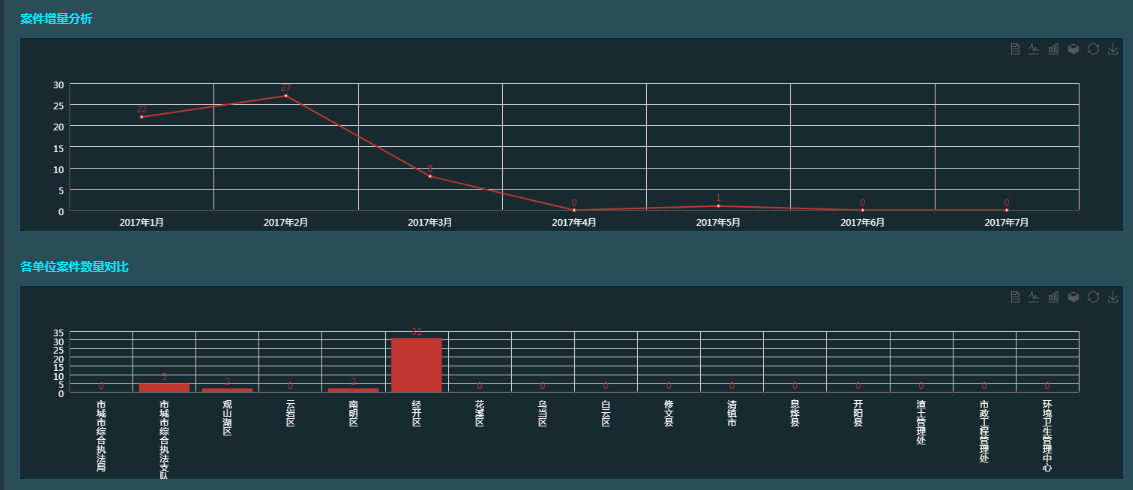 案件增量分析
30
25
20
15
10
5
0
22
27
8
0
1
0
0
2017年1月
2017年2月
2017年3月
2017年4月
2017年5月
2017年6月
2017年7月
各单位案件数量对比
35
30
25
20
15
10
5
0
0
2
0
2
31
0
0
0
0
0
0
0
0
0
0
市城市综合执法局
市城市综合执法支队
观山湖区
云岩区
南明区
经开区
花溪区
乌当区
白云区
修文县
清镇市
息烽县
开阳县
渣土管理处
市政工程管理处
环境卫生管理中心